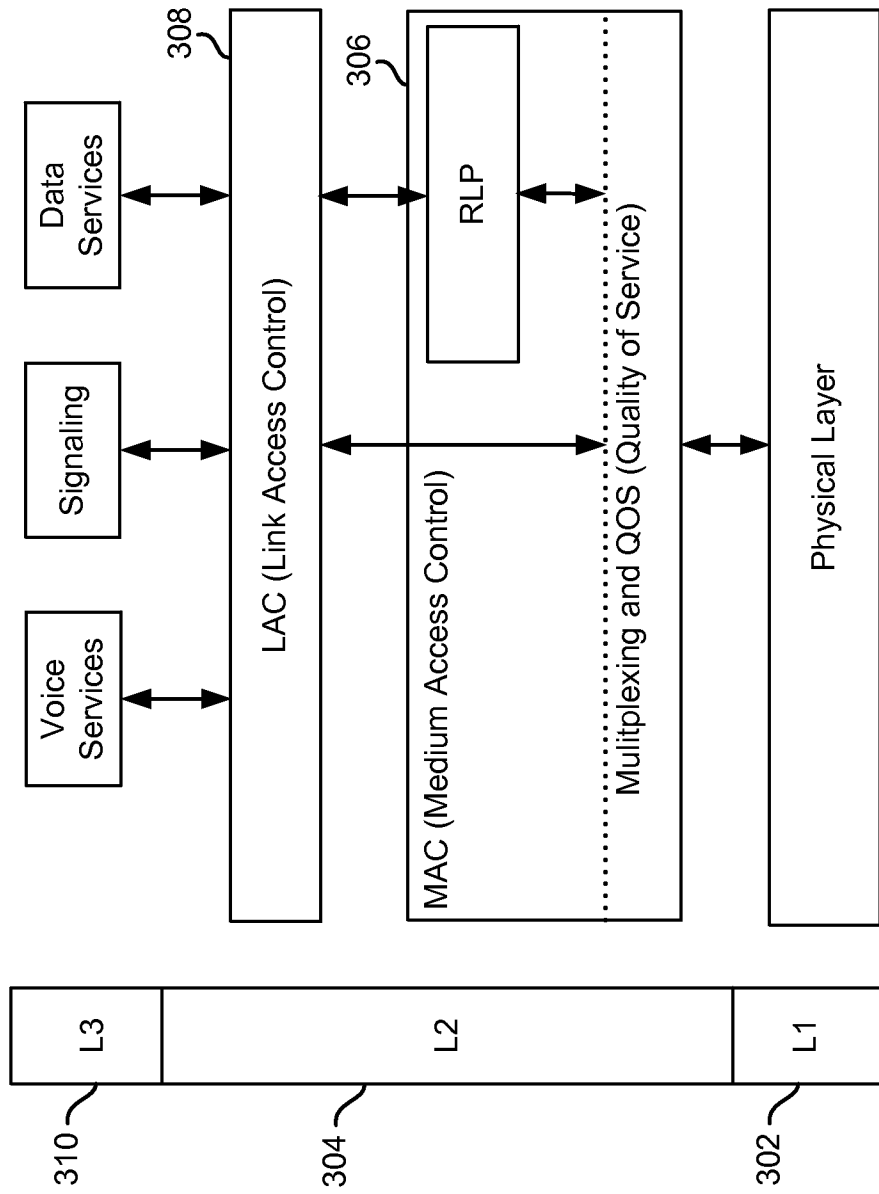 310
L3
304
L2
302
L1
Voice
Services
Signaling
Data
Services
308
LAC (Link Access Control)
306
MAC (Medium Access Control)
RLP
Mulitplexing and QOS (Quality of Service)
Physical Layer